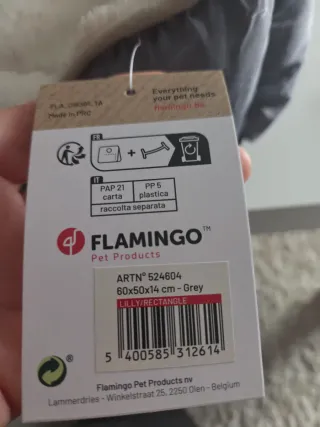 Everything
your pet needs
Made in PRC
FR
IT
PAP 21
carta
PP 5
plastica
raccolta separata
FLAMINGO™
Pet Products
ARTN° 524604
60x50x14 cm - Grey
LILLY/RECTANGLE
5 400585 312614
Flamingo Pet Products nv
Lammerdries - Winkelstraat 25, 2250 Olen - Belgium